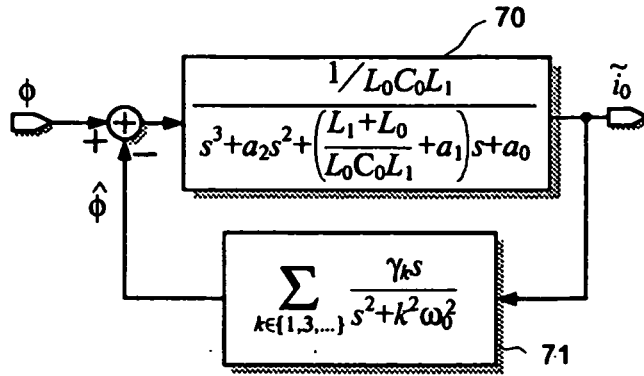 70
ϕ
+
+
−
1/L₀C₀L₁
s³+a₂s²+(L₁+L₀/L₀C₀L₁+a₁)s+a₀
ĩ₀
ϕ̂
∑ k∈{1,3,...} γₖs/s²+k²ω₀²
71